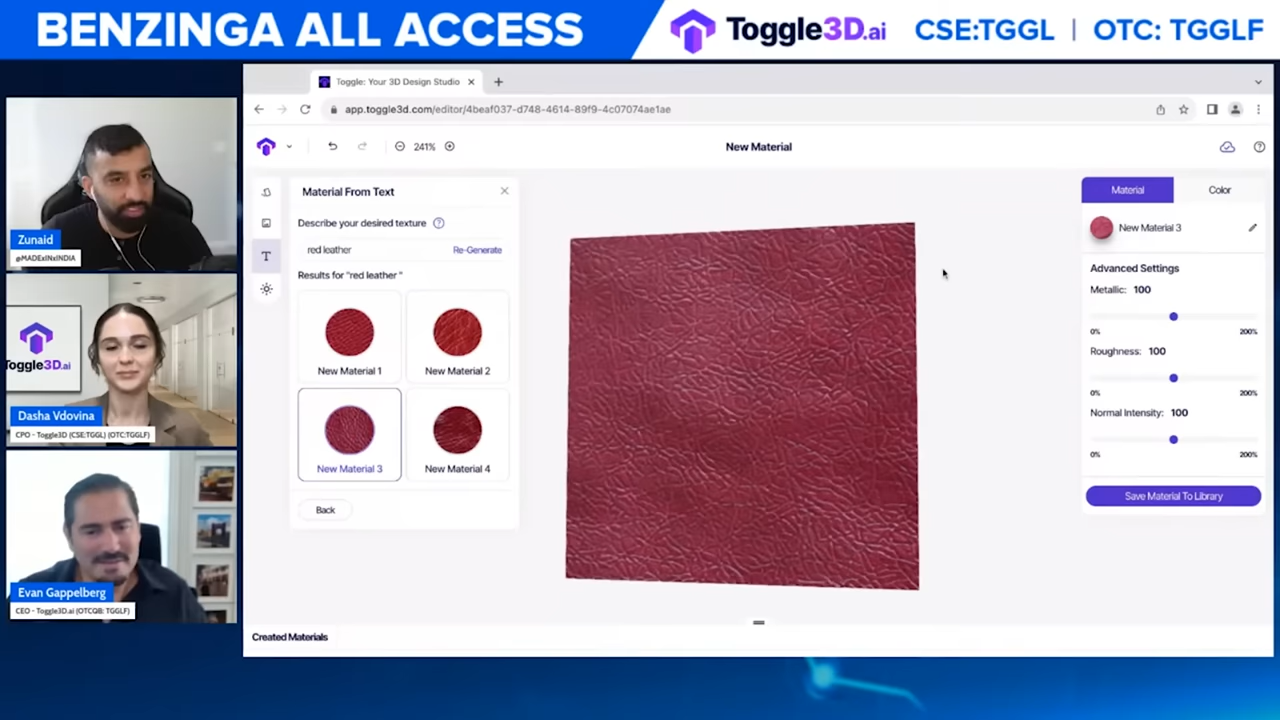 BENZINGA ALL ACCESS
Toggle3D.ai
CSE:TGGL | OTC: TGGLF
Toggle: Your 3D Design Studio
app.toggle3d.com/editor/4beaf037-d748-4614-89f9-4c07074ae1ae
241%
New Material
Zunaid
@MADExINxINDIA
Toggle3D.ai
Dasha Vdovina
CPO - Toggle3D (CSE:TGGL) (OTC:TGGLF)
Evan Gappelberg
CEO - Toggle3D.ai (OTCQB: TGGLF)
T
Material From Text
Describe your desired texture ?
red leather Re-Generate
Results for "red leather "
New Material 1 New Material 2
New Material 3 New Material 4
Back
Material Color
New Material 3
Advanced Settings
Metallic: 100
0% 200%
Roughness: 100
0% 200%
Normal Intensity: 100
0% 200%
Save Material To Library
Created Materials